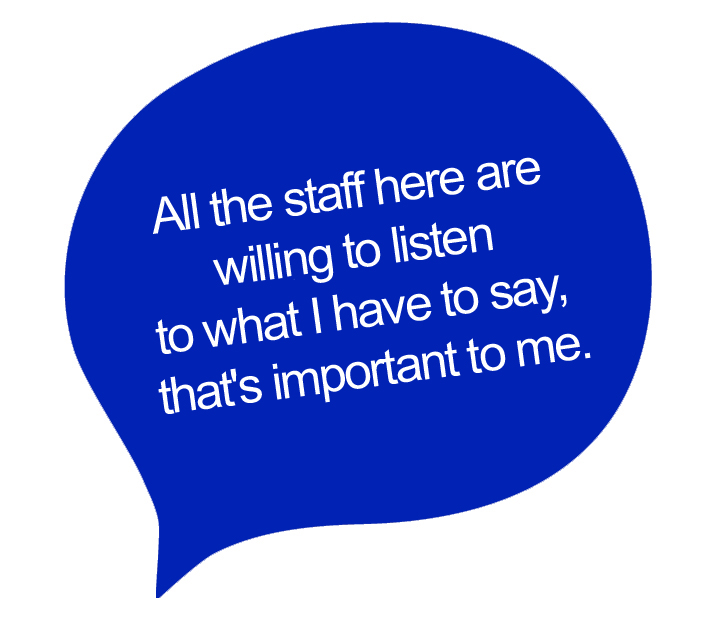 All the staff here are
willing to listen
to what I have to say,
that's important to me.